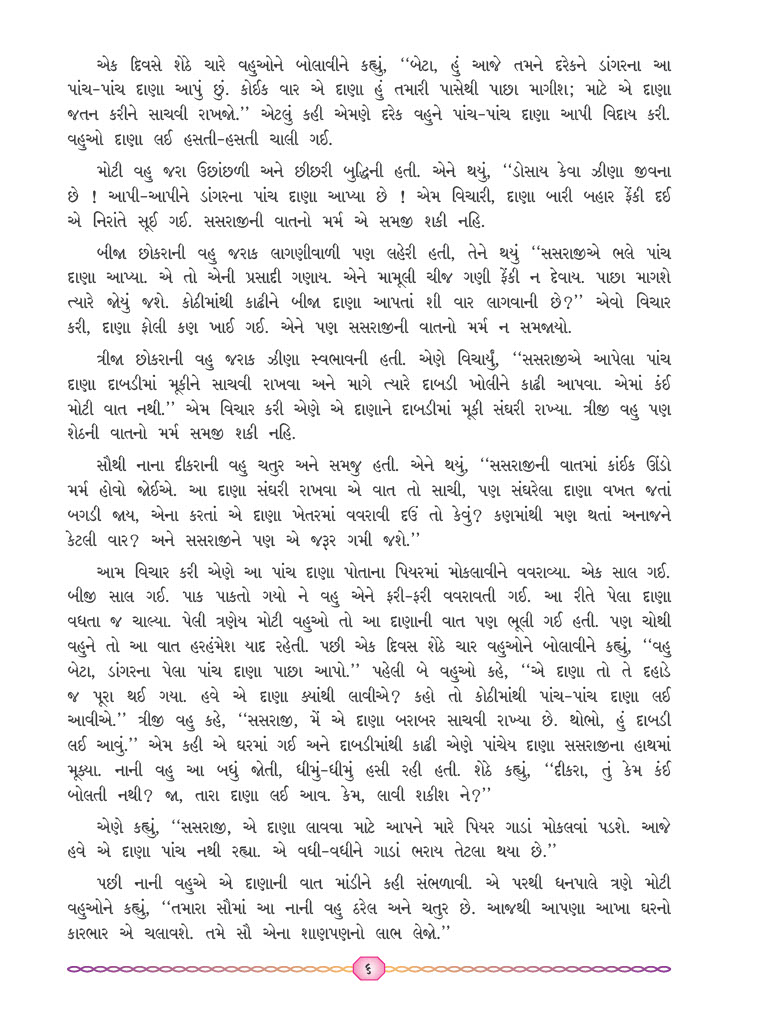 એક દિવસે શેઠે ચારે વહુઓને બોલાવીને કહ્યું, ‘‘બેટા, હું આજે તમને દરેકને ડાંગરના આ
પાંચ-પાંચ દાણા આપું છું. કોઈક વાર એ દાણા હું તમારી પાસેથી પાછા માગીશ; માટે એ દાણા
જતન કરીને સાચવી રાખજો.’’ એટલું કહી એમણે દરેક વહુને પાંચ-પાંચ દાણા આપી વિદાય કરી.
વહુઓ દાણા લઈ હસતી-હસતી ચાલી ગઈ.
મોટી વહુ જરા ઉછાંછળી અને છીછરી બુદ્ધિની હતી. એને થયું, ‘‘ડોસાય કેવા ઝીણા જીવના
છે ! આપી-આપીને ડાંગરના પાંચ દાણા આપ્યા છે ! એમ વિચારી, દાણા બારી બહાર ફેંકી દઈ
એ નિરાંતે સૂઈ ગઈ. સસરાજીની વાતનો મર્મ એ સમજી શકી નહિ.
બીજા છોકરાની વહુ જરાક લાગણીવાળી પણ લહેરી હતી, તેને થયું ‘‘સસરાજીએ ભલે પાંચ
દાણા આપ્યા. એ તો એની પ્રસાદી ગણાય. એને મામૂલી ચીજ ગણી ફેંકી ન દેવાય. પાછા માગશે
ત્યારે જોયું જશે. કોઠીમાંથી કાઢીને બીજા દાણા આપતાં શી વાર લાગવાની છે?’’ એવો વિચાર
કરી, દાણા ફોલી કણ ખાઈ ગઈ. એને પણ સસરાજીની વાતનો મર્મ ન સમજાયો.
ત્રીજા છોકરાની વહુ જરાક ઝીણા સ્વભાવની હતી. એણે વિચાર્યું, ‘‘સસરાજીએ આપેલા પાંચ
દાણા દાબડીમાં મૂકીને સાચવી રાખવા અને માગે ત્યારે દાબડી ખોલીને કાઢી આપવા. એમાં કંઈ
મોટી વાત નથી.’’ એમ વિચાર કરી એણે એ દાણાને દાબડીમાં મૂકી સંઘરી રાખ્યા. ત્રીજી વહુ પણ
શેઠની વાતનો મર્મ સમજી શકી નહિ.
સૌથી નાના દીકરાની વહુ ચતુર અને સમજુ હતી. એને થયું, ‘‘સસરાજીની વાતમાં કાંઈક ઊંડો
મર્મ હોવો જોઈએ. આ દાણા સંઘરી રાખવા એ વાત તો સાચી, પણ સંઘરેલા દાણા વખત જતાં
બગડી જાય, એના કરતાં એ દાણા ખેતરમાં વવરાવી દઉં તો કેવું? કણમાંથી મણ થતાં અનાજને
કેટલી વાર? અને સસરાજીને પણ એ જરૂર ગમી જશે.’’
આમ વિચાર કરી એણે આ પાંચ દાણા પોતાના પિયરમાં મોકલાવીને વવરાવ્યા. એક સાલ ગઈ.
બીજી સાલ ગઈ. પાક પાકતો ગયો ને વહુ એને ફરી-ફરી વવરાવતી ગઈ. આ રીતે પેલા દાણા
વધતા જ ચાલ્યા. પેલી ત્રણેય મોટી વહુઓ તો આ દાણાની વાત પણ ભૂલી ગઈ હતી. પણ ચોથી
વહુને તો આ વાત હરહંમેશ યાદ રહેતી. પછી એક દિવસ શેઠે ચાર વહુઓને બોલાવીને કહ્યું, ‘‘વહુ
બેટા, ડાંગરના પેલા પાંચ દાણા પાછા આપો.’’ પહેલી બે વહુઓ કહે, ‘‘એ દાણા તો તે દહાડે
જ પૂરા થઈ ગયા. હવે એ દાણા ક્યાંથી લાવીએ? કહો તો કોઠીમાંથી પાંચ-પાંચ દાણા લઈ
આવીએ.’’ ત્રીજી વહુ કહે, ‘‘સસરાજી, મેં એ દાણા બરાબર સાચવી રાખ્યા છે. થોભો, હું દાબડી
લઈ આવું.’’ એમ કહી એ ઘરમાં ગઈ અને દાબડીમાંથી કાઢી એણે પાંચેય દાણા સસરાજીના હાથમાં
મૂક્યા. નાની વહુ આ બધું જોતી, ધીમું-ધીમું હસી રહી હતી. શેઠે કહ્યું, ‘‘દીકરા, તું કેમ કંઈ
બોલતી નથી? જા, તારા દાણા લઈ આવ. કેમ, લાવી શકીશ ને?’’
એણે કહ્યું, ‘‘સસરાજી, એ દાણા લાવવા માટે આપને મારે પિયર ગાડાં મોકલવાં પડશે. આજે
હવે એ દાણા પાંચ નથી રહ્યા. એ વધી-વધીને ગાડાં ભરાય તેટલા થયા છે.’’
પછી નાની વહુએ એ દાણાની વાત માંડીને કહી સંભળાવી. એ પરથી ધનપાલે ત્રણે મોટી
વહુઓને કહ્યું, ‘‘તમારા સૌમાં આ નાની વહુ ઠરેલ અને ચતુર છે. આજથી આપણા આખા ઘરનો
કારભાર એ ચલાવશે. તમે સૌ એના શાણપણનો લાભ લેજો.’’
૬